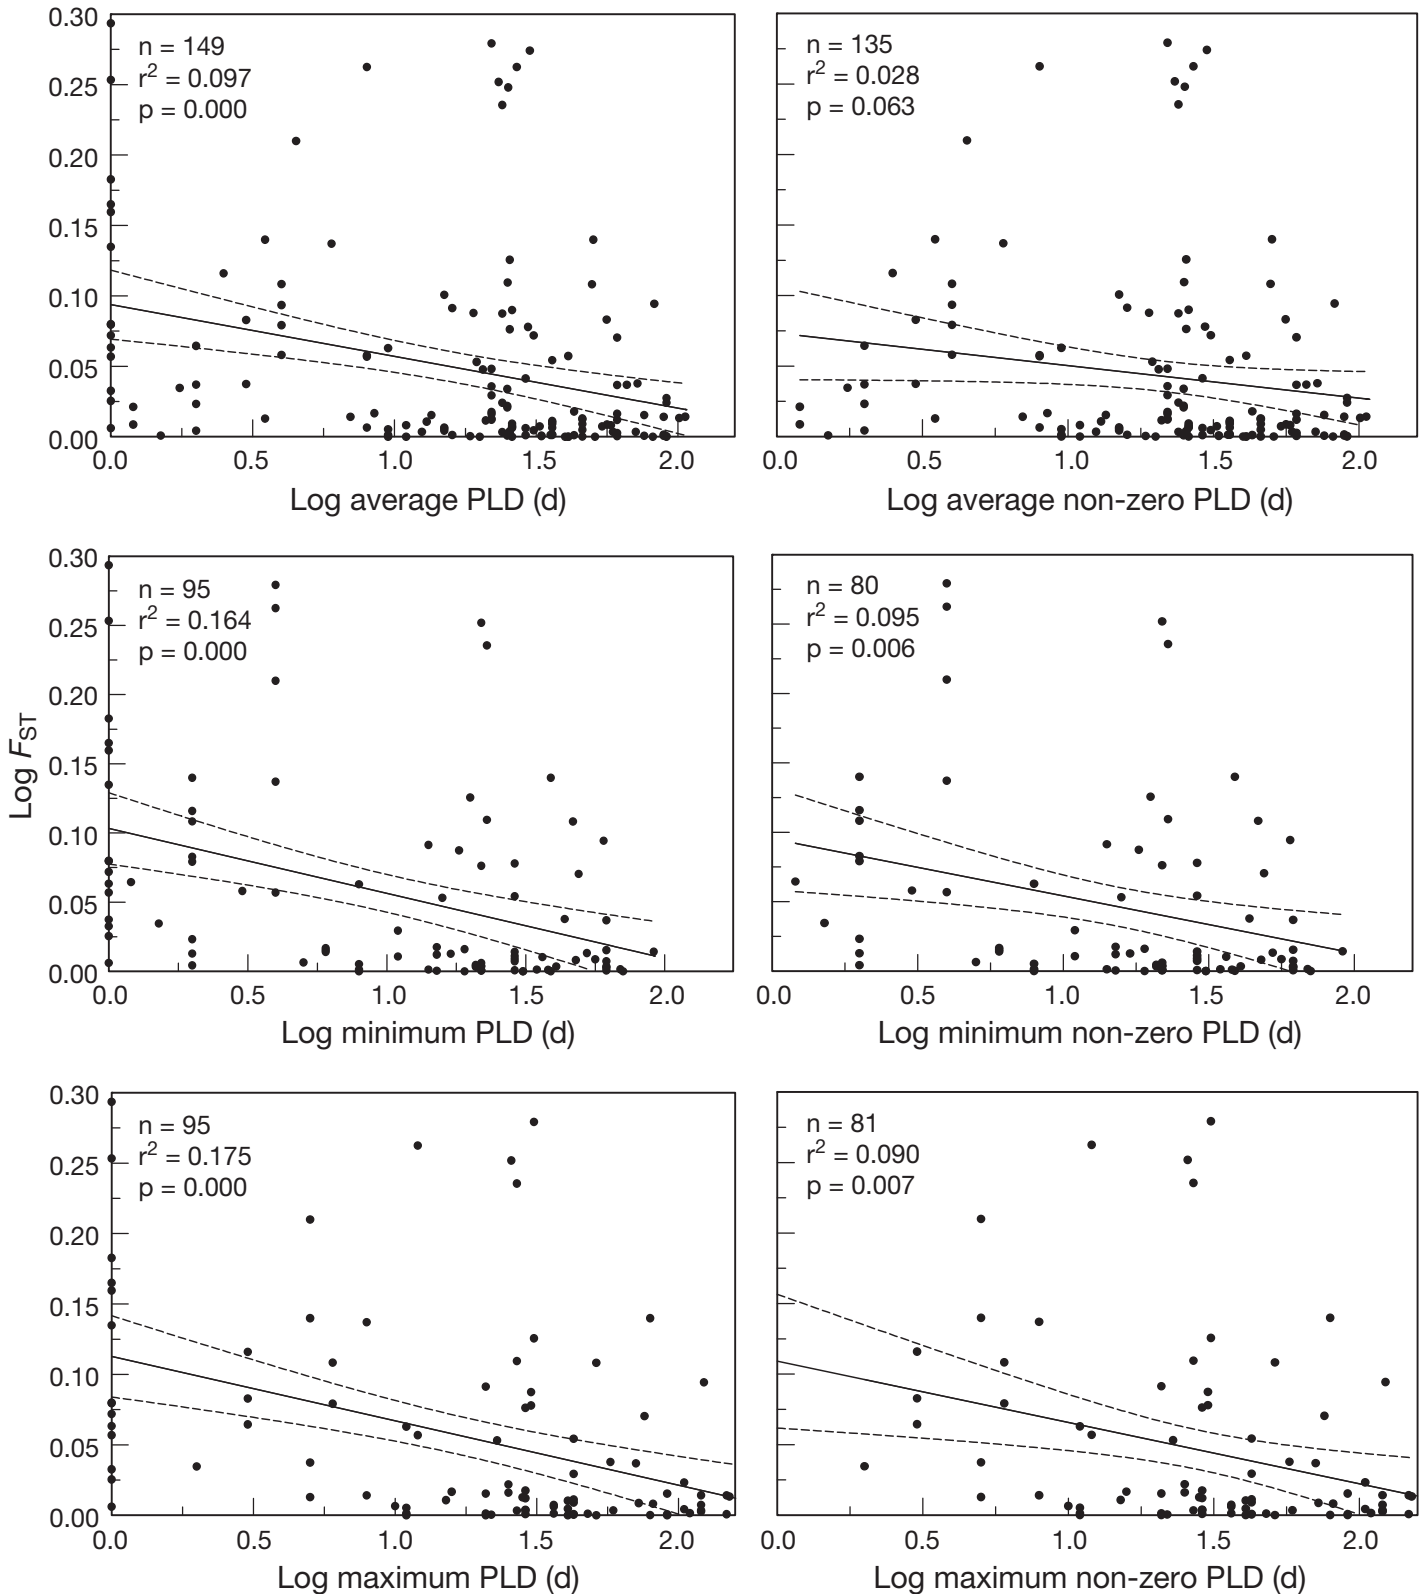 0.30
0.25
0.20
0.15
0.10
0.05
0.00
n = 149
r² = 0.097
p = 0.000
0.0 0.5 1.0 1.5 2.0
Log average PLD (d)
n = 135
r² = 0.028
p = 0.063
0.0 0.5 1.0 1.5 2.0
Log average non-zero PLD (d)
Log F_ST
0.30
0.25
0.20
0.15
0.10
0.05
0.00
n = 95
r² = 0.164
p = 0.000
0.0 0.5 1.0 1.5 2.0
Log minimum PLD (d)
n = 80
r² = 0.095
p = 0.006
0.0 0.5 1.0 1.5 2.0
Log minimum non-zero PLD (d)
0.30
0.25
0.20
0.15
0.10
0.05
0.00
n = 95
r² = 0.175
p = 0.000
0.0 0.5 1.0 1.5 2.0
Log maximum PLD (d)
n = 81
r² = 0.090
p = 0.007
0.0 0.5 1.0 1.5 2.0
Log maximum non-zero PLD (d)